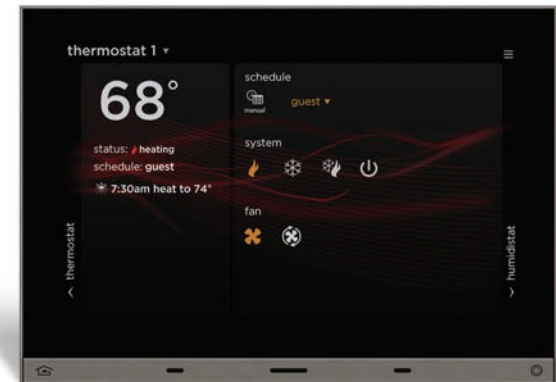 thermostat 1
68°
status: heating
schedule: guest
7:30am heat to 74°
schedule
manual
guest
system
fan
thermostat
humidistat